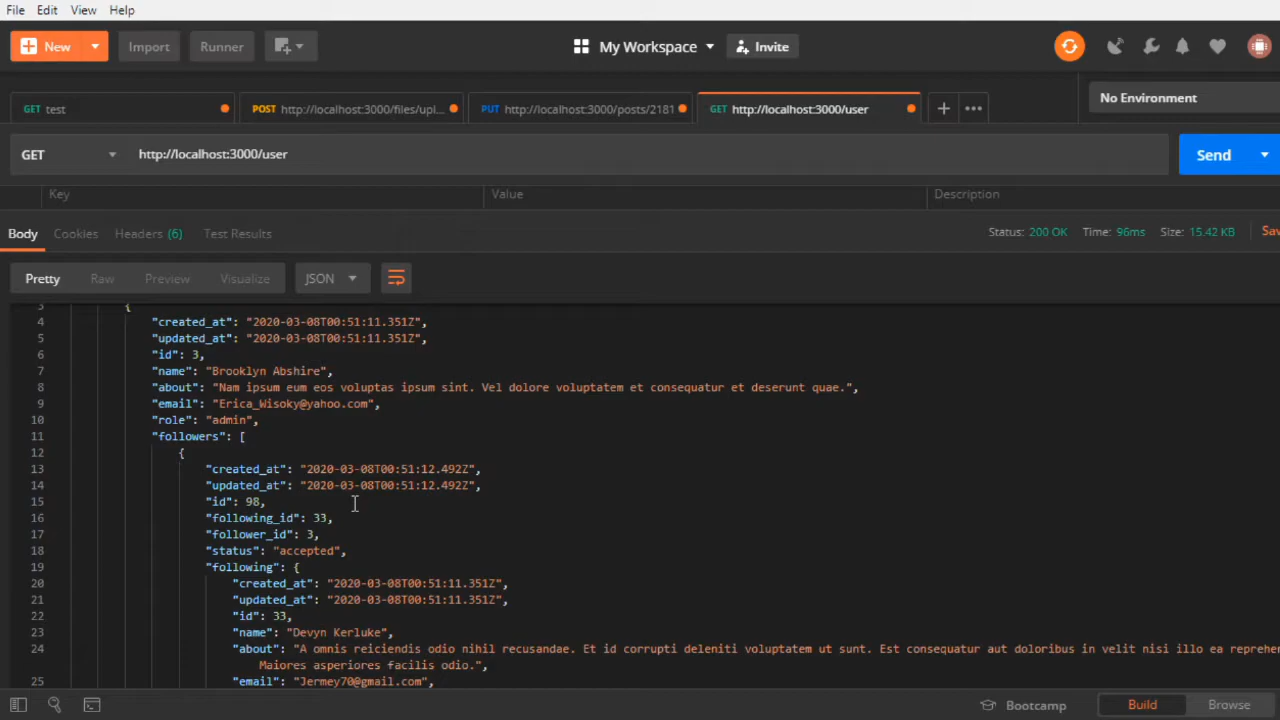 File Edit View Help
New Import Runner My Workspace Invite
GET test POST http://localhost:3000/files/upl... PUT http://localhost:3000/posts/2181 GET http://localhost:3000/user No Environment
GET http://localhost:3000/user Send
Key Value Description
Body Cookies Headers (6) Test Results Status: 200 OK Time: 96ms Size: 15.42 KB Sav
Pretty Raw Preview Visualize JSON
3 {
4 "created_at": "2020-03-08T00:51:11.351Z",
5 "updated_at": "2020-03-08T00:51:11.351Z",
6 "id": 3,
7 "name": "Brooklyn Abshire",
8 "about": "Nam ipsum eum eos voluptas ipsum sint. Vel dolore voluptatem et consequatur et deserunt quae.",
9 "email": "Erica_Wisoky@yahoo.com",
10 "role": "admin",
11 "followers": [
12 {
13 "created_at": "2020-03-08T00:51:12.492Z",
14 "updated_at": "2020-03-08T00:51:12.492Z",
15 "id": 98,
16 "following_id": 33,
17 "follower_id": 3,
18 "status": "accepted",
19 "following": {
20 "created_at": "2020-03-08T00:51:11.351Z",
21 "updated_at": "2020-03-08T00:51:11.351Z",
22 "id": 33,
23 "name": "Devyn Kerluke",
24 "about": "A omnis reiciendis odio nihil recusandae. Et id corrupti deleniti voluptatem ut sunt. Est consequatur aut doloribus in velit nisi illo ea reprehen
Maiores asperiores facilis odio.",
25 "email": "Jermey70@gmail.com",
Bootcamp Build Browse